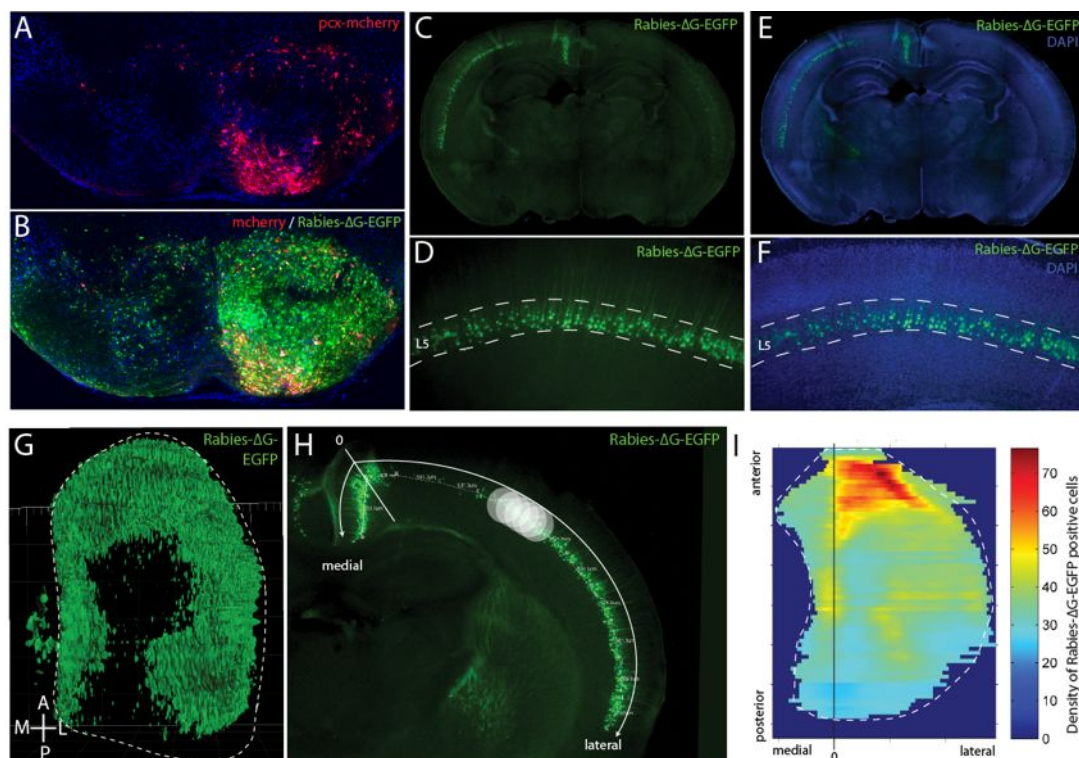 A
pcx-mcherry
B
mcherry / Rabies-ΔG-EGFP
C
Rabies-ΔG-EGFP
D
Rabies-ΔG-EGFP
L5
E
Rabies-ΔG-EGFP
DAPI
F
Rabies-ΔG-EGFP
DAPI
L5
G
Rabies-ΔG-
EGFP
A
M
L
P
H
Rabies-ΔG-EGFP
0
medial
lateral
I
anterior
posterior
medial
0
lateral
70
60
50
40
30
20
10
0
Density of Rabies-ΔG-EGFP positive cells